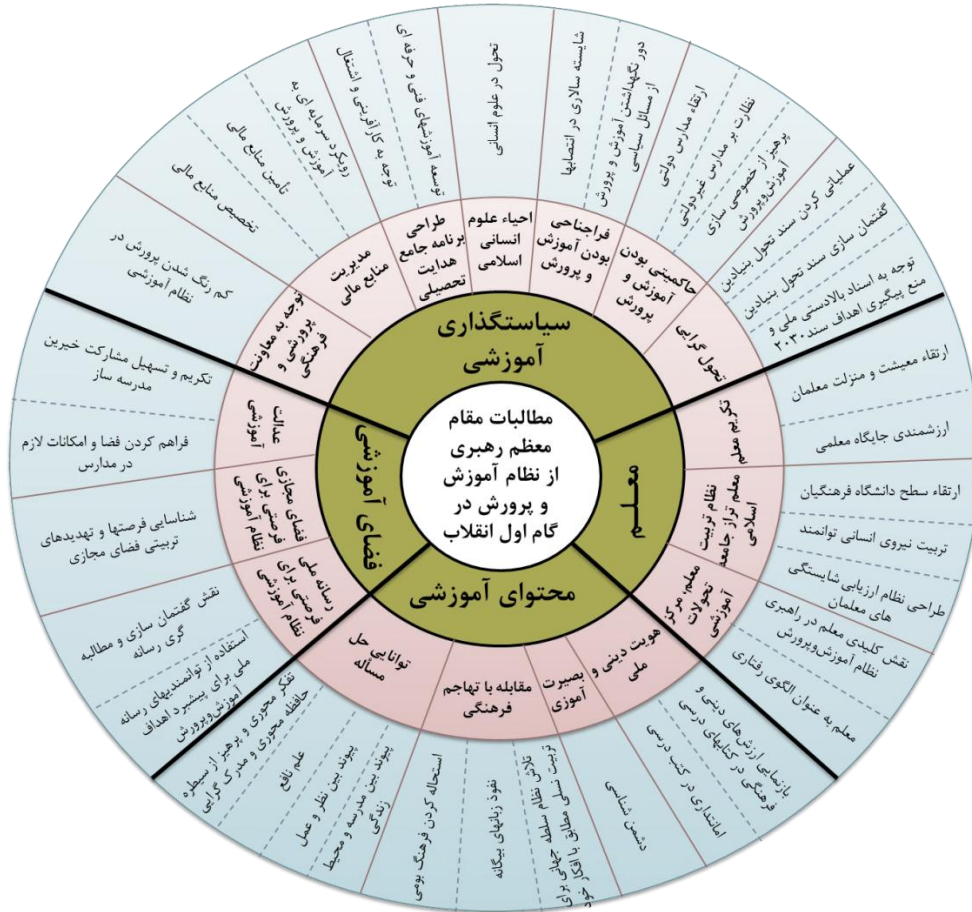 مطالبات مقام
معظم رهبری
از نظام آموزش
و پرورش در
گام اول انقلاب
سیاستگذاری
آموزشی
معلم
محتوای آموزشی
فضای آموزشی
توجه به معاونت
پرورشی و
فرهنگی
مدیریت
منابع مالی
طراحی
برنامه جامع
هدایت
تحصیلی
احیاء علوم
انسانی
اسلامی
فراجناحی
بودن آموزش
و پرورش
حاکمیتی بودن
آموزش و
پرورش
تحول گرایی
تکریم معلم
نظام تربیت
معلم تراز جامعه
اسلامی
معلم، مرکز
تحولات
آموزشی
هویت دینی و
ملی
بصیرت
آموزی
مقابله با تهاجم
فرهنگی
توانایی حل
مسأله
رسانه ملی
فرصتی برای
نظام آموزشی
فضای مجازی
فرصتی برای
نظام آموزشی
عدالت
آموزشی
کم رنگ شدن پرورش در
نظام آموزشی
تخصیص منابع مالی
تأمین منابع مالی
رویکرد سرمایه ای به
آموزش و پرورش
توجه به کارآفرینی و اشتغال
توسعه آموزشهای فنی و حرفه ای
تحول در علوم انسانی
شایسته سالاری در انتصابها
دور نگهداشتن آموزش و پرورش
از مسائل سیاسی
ارتقاء مدارس دولتی
نظارت بر مدارس غیردولتی
پرهیز از خصوصی سازی
آموزش‌وپرورش
عملیاتی کردن سند تحول بنیادین
گفتمان سازی سند تحول بنیادین
توجه به اسناد بالادستی ملی و
منع پیگیری اهداف سند ۲۰۳۰
ارتقاء معیشت و منزلت معلمان
ارزشمندی جایگاه معلمی
ارتقاء سطح دانشگاه فرهنگیان
تربیت نیروی انسانی توانمند
طراحی نظام ارزیابی شایستگی
های معلمان
نقش کلیدی معلم در راهبری
نظام آموزش‌وپرورش
معلم به عنوان الگوی رفتاری
بازنمایی ارزش‌های دینی و
فرهنگی در کتابهای درسی
امانتداری در کتب درسی
دشمن شناسی
تلاش نظام سلطه جهانی برای
تربیت نسلی مطابق با افکار خود
نفوذ زبانهای بیگانه
استحاله کردن فرهنگ بومی
پیوند بین مدرسه و محیط
زندگی
پیوند بین نظر و عمل
علم نافع
تفکر محوری و پرهیز از سیطره
حافظه محوری و مدرک گرایی
استفاده از توانمندیهای رسانه
ملی برای پیشبرد اهداف
آموزش‌وپرورش
نقش گفتمان سازی و مطالبه
گری رسانه
شناسایی فرصتها و تهدیدهای
تربیتی فضای مجازی
فراهم کردن فضا و امکانات لازم
در مدارس
تکریم و تسهیل مشارکت خیرین
مدرسه ساز